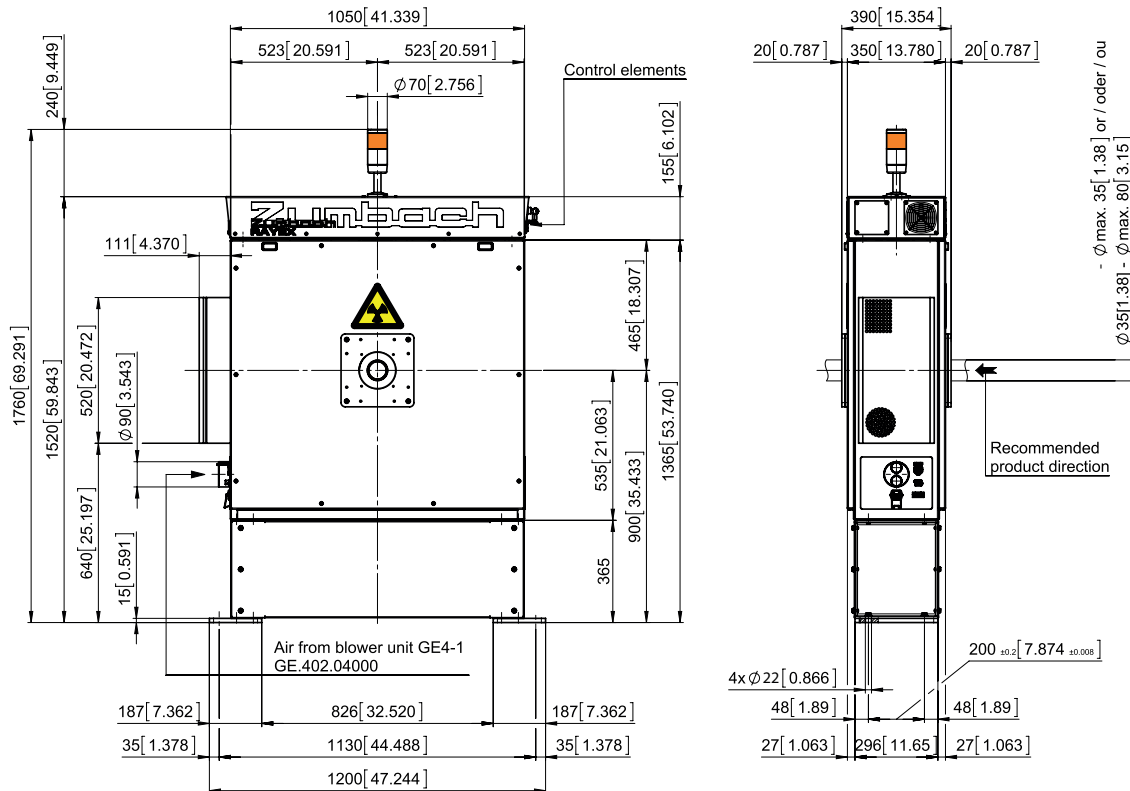 1050[41.339]
523[20.591]
523[20.591]
Ø70[2.756]
Control elements
240[9.449]
155[6.102]
Zumbach
RAYEX
111[4.370]
465[18.307]
1760[69.291]
1520[59.843]
520[20.472]
Ø90[3.543]
640[25.197]
15[0.591]
535[21.063]
900[35.433]
1365[53.740]
365
Air from blower unit GE4-1
GE.402.04000
187[7.362]
826[32.520]
187[7.362]
35[1.378]
1130[44.488]
35[1.378]
1200[47.244]
390[15.354]
20[0.787]
350[13.780]
20[0.787]
- Ømax. 35[1.38] or / oder / ou
Ø35[1.38] - Ømax. 80[3.15]
Recommended
product direction
200 ±0.2[7.874 ±0.008]
4xØ22[0.866]
48[1.89]
48[1.89]
27[1.063]
296[11.65]
27[1.063]